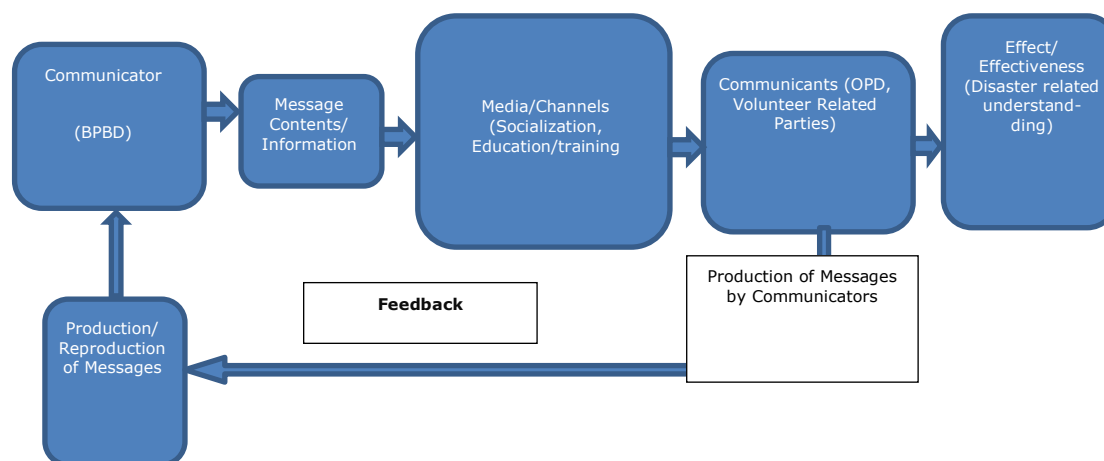 Communicator
(BPBD)
Message
Contents/
Information
Media/Channels
(Socialization,
Education/training
Communicants (OPD,
Volunteer Related
Parties)
Effect/
Effectiveness
(Disaster related
understand-
ding)
Production of Messages
by Communicators
Feedback
Production/
Reproduction
of Messages